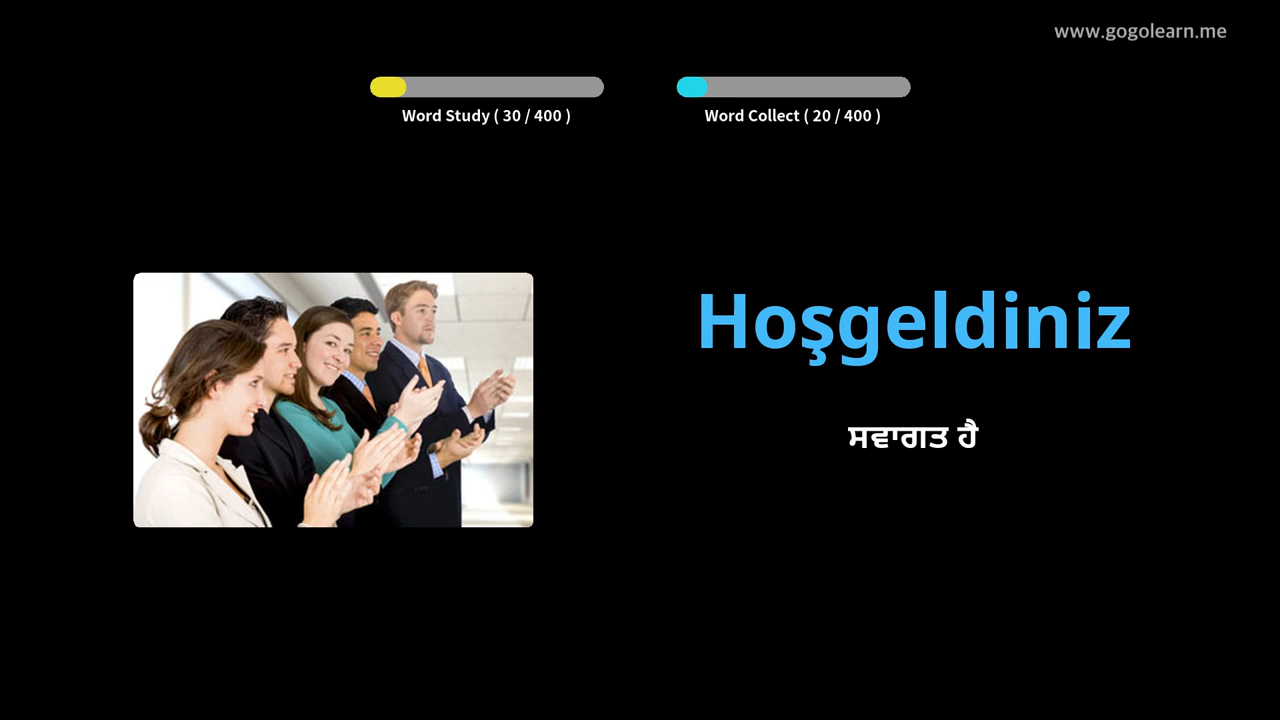 www.gogolearn.me
Word Study ( 30 / 400 )
Word Collect ( 20 / 400 )
Hoşgeldiniz
ਸਵਾਗਤ ਹੈ